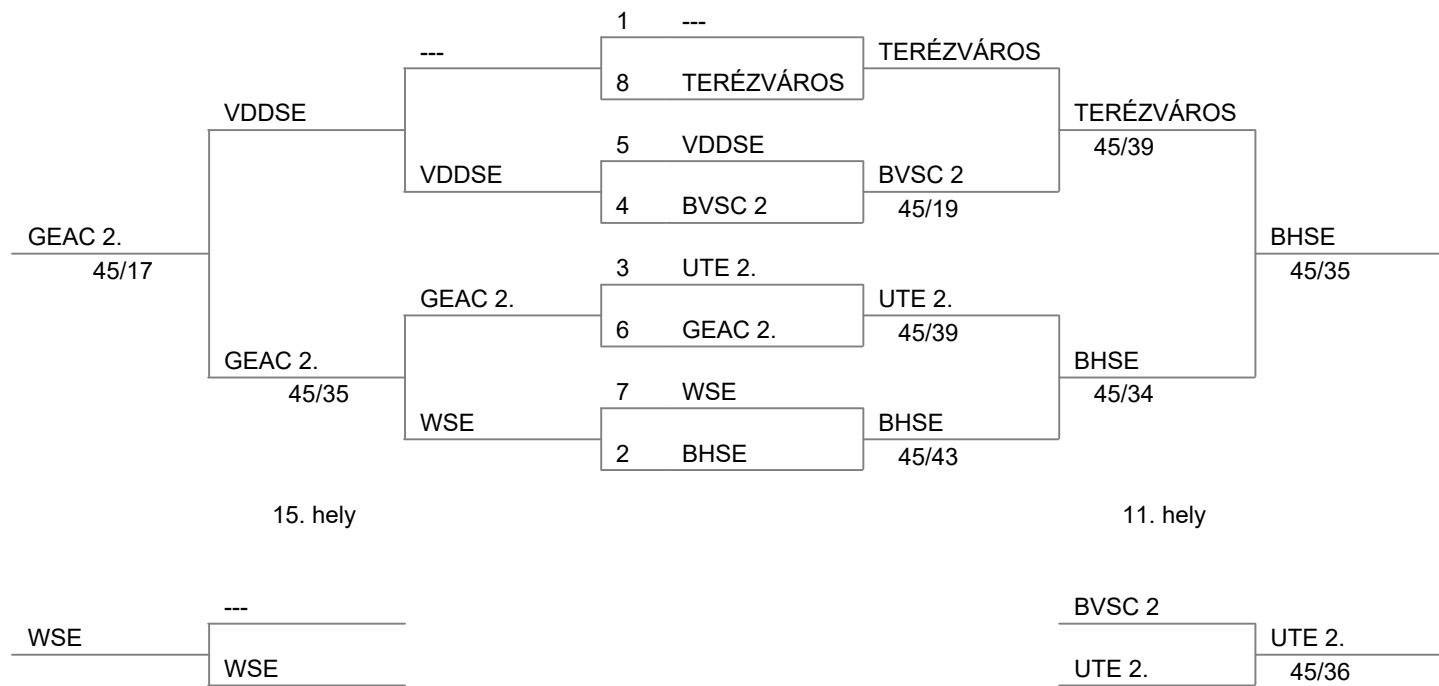 1 ---
--- TERÉZVÁROS
8 TERÉZVÁROS
VDDSE TERÉZVÁROS
5 VDDSE 45/39
VDDSE BVSC 2
4 BVSC 2 45/19
GEAC 2. BHSE
45/17 3 UTE 2. 45/35
GEAC 2. UTE 2.
6 GEAC 2. 45/39
GEAC 2. BHSE
45/35 7 WSE 45/34
WSE BHSE
2 BHSE 45/43
15. hely 11. hely
--- BVSC 2
WSE UTE 2.
WSE UTE 2. 45/36